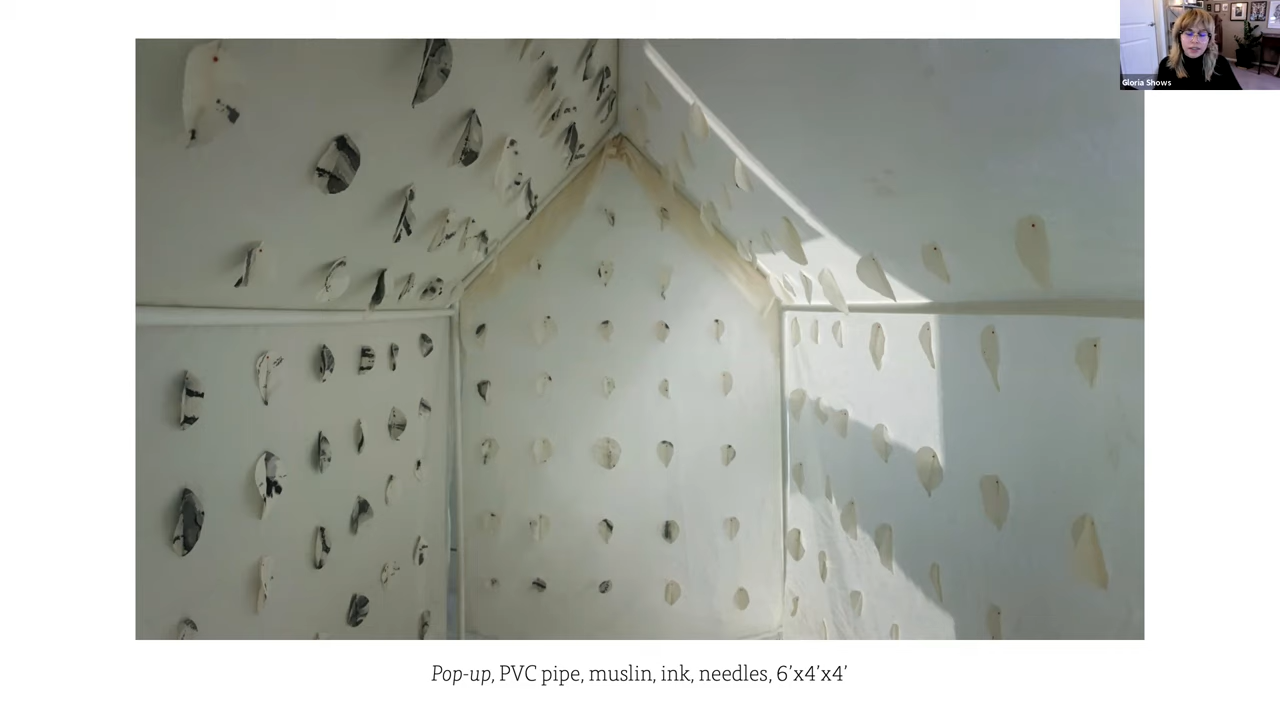 Gloria Shows
Pop-up, PVC pipe, muslin, ink, needles, 6’x4’x4’